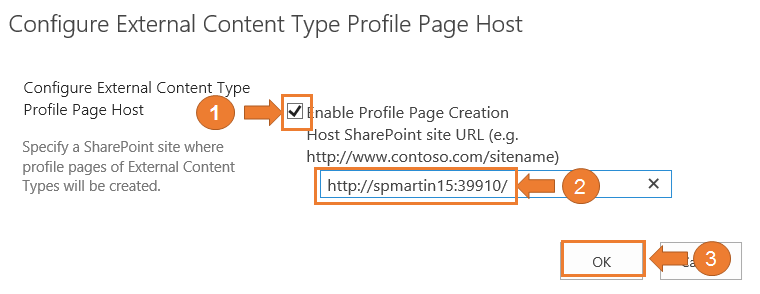 Configure External Content Type Profile Page Host
Configure External Content Type
Profile Page Host
1
Enable Profile Page Creation
Host SharePoint site URL (e.g.
http://www.contoso.com/sitename)
Specify a SharePoint site where
profile pages of External Content
Types will be created.
http://spmartin15:39910/
2
OK
3